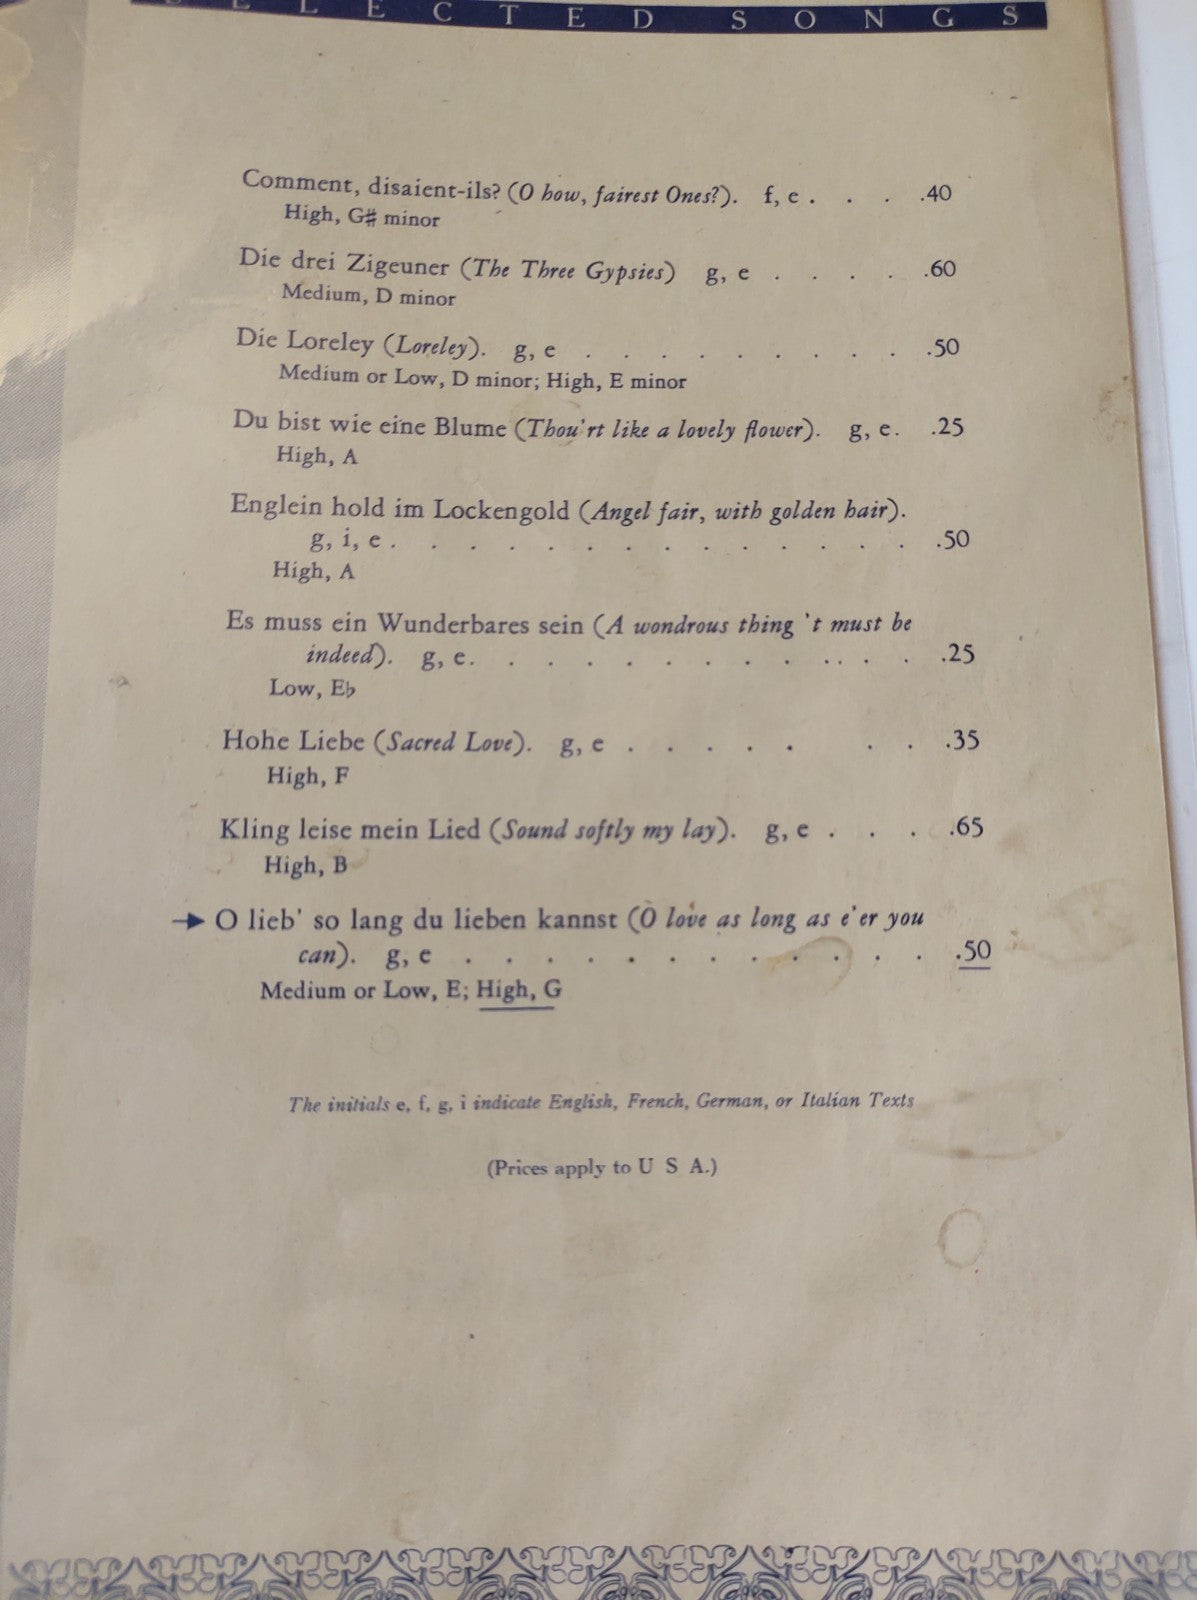 SELECTED SONGS
Comment, disaient-ils? (O how, fairest Ones?). f, e . . . .40
High, G♯ minor
Die drei Zigeuner (The Three Gypsies) g, e . . . . .60
Medium, D minor
Die Loreley (Loreley). g, e . . . . . . . . .50
Medium or Low, D minor; High, E minor
Du bist wie eine Blume (Thou'rt like a lovely flower). g, e. .25
High, A
Englein hold im Lockengold (Angel fair, with golden hair).
g, i, e . . . . . . . . . . . . . . .50
High, A
Es muss ein Wunderbares sein (A wondrous thing 't must be
indeed). g, e. . . . . . . . . . . . . .25
Low, E♭
Hohe Liebe (Sacred Love). g, e . . . . . . . .35
High, F
Kling leise mein Lied (Sound softly my lay). g, e . . . .65
High, B
→ O lieb' so lang du lieben kannst (O love as long as e'er you
can). g, e . . . . . . . . . . . . .50
Medium or Low, E; High, G
The initials e, f, g, i indicate English, French, German, or Italian Texts
(Prices apply to U S A.)